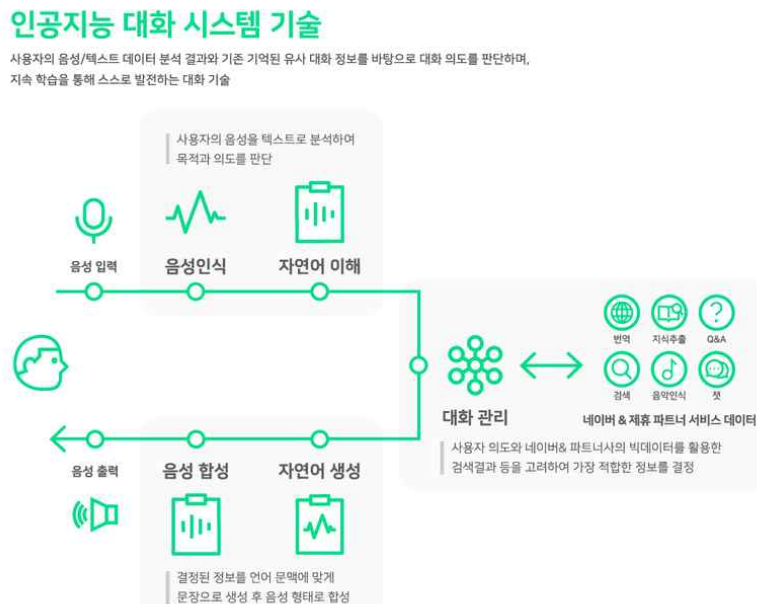 인공지능 대화 시스템 기술
사용자의 음성/텍스트 데이터 분석 결과와 기존 기억된 유사 대화 정보를 바탕으로 대화 의도를 판단하며,
지속 학습을 통해 스스로 발전하는 대화 기술
사용자의 음성을 텍스트로 분석하여
목적과 의도를 판단
음성 입력
음성인식
자연어 이해
번역
지식추출
Q&A
검색
음악인식
챗
대화 관리
네이버 & 제휴 파트너 서비스 데이터
사용자 의도와 네이버& 파트너사의 빅데이터를 활용한
검색결과 등을 고려하여 가장 적합한 정보를 결정
음성 출력
음성 합성
자연어 생성
결정된 정보를 언어 문맥에 맞게
문장으로 생성 후 음성 형태로 합성